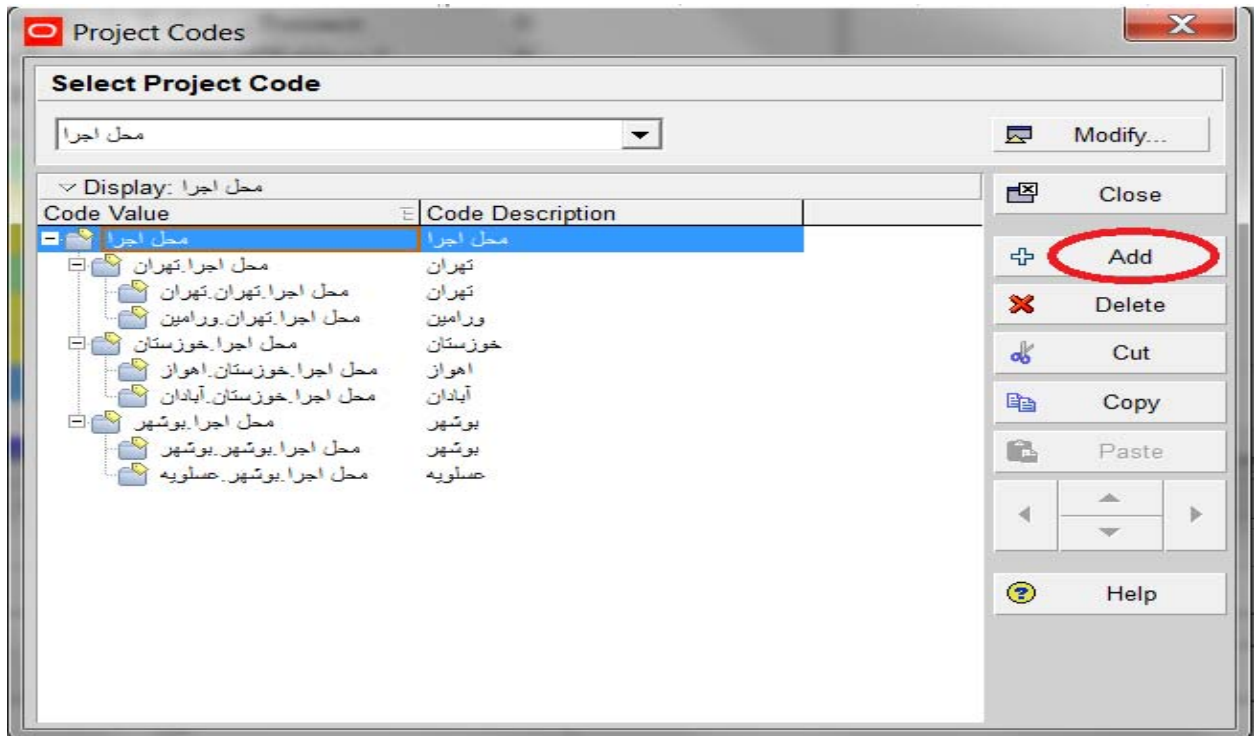 Project Codes
Select Project Code
محل اجرا
Modify...
Display: محل اجرا
Close
Code Value Code Description
محل اجرا محل اجرا
Add
محل اجرا.تهران تهران
محل اجرا.تهران.تهران تهران
Delete
محل اجرا.تهران.ورامین ورامین
محل اجرا.خوزستان خوزستان
Cut
محل اجرا.خوزستان.اهواز اهواز
محل اجرا.خوزستان.آبادان آبادان
Copy
محل اجرا.بوشهر بوشهر
محل اجرا.بوشهر.بوشهر بوشهر
Paste
محل اجرا.بوشهر.عسلویه عسلویه
Help